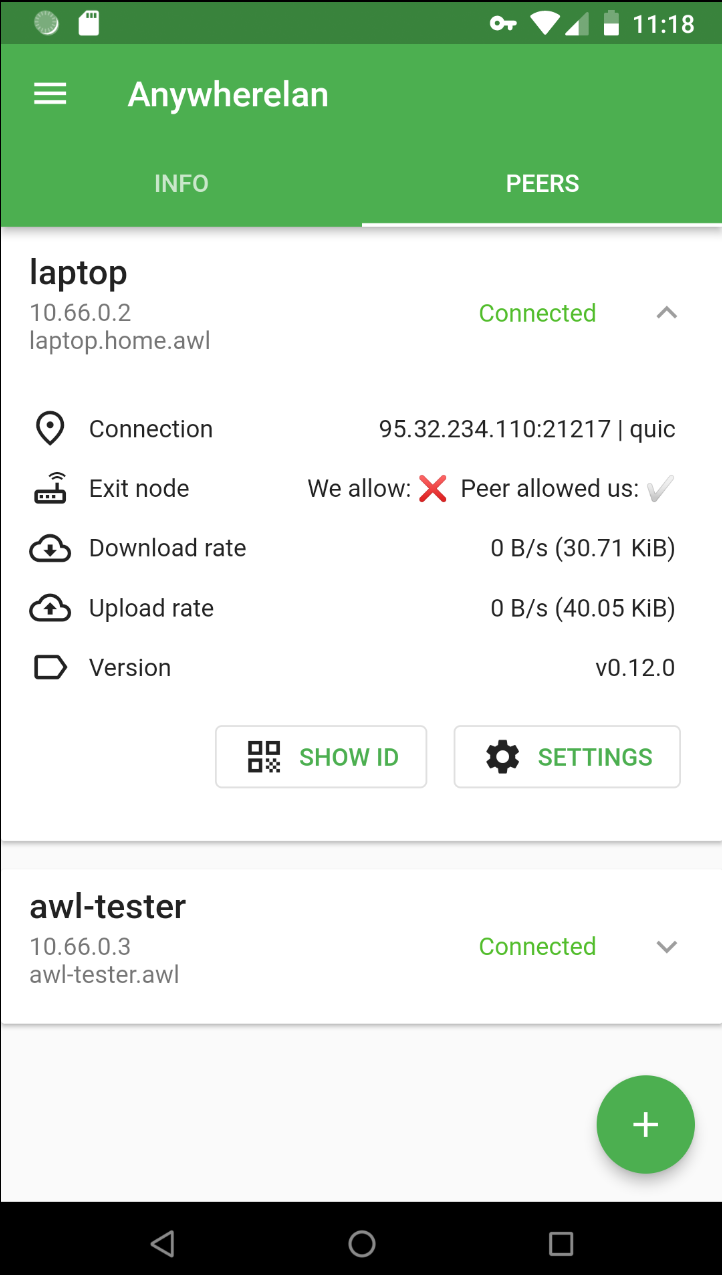 11:18
Anywherelan
INFO PEERS
laptop
10.66.0.2
Connected
laptop.home.awl
Connection 95.32.234.110:21217 | quic
Exit node We allow: ❌ Peer allowed us: ✔
Download rate 0 B/s (30.71 KiB)
Upload rate 0 B/s (40.05 KiB)
Version v0.12.0
SHOW ID SETTINGS
awl-tester
10.66.0.3
Connected
awl-tester.awl